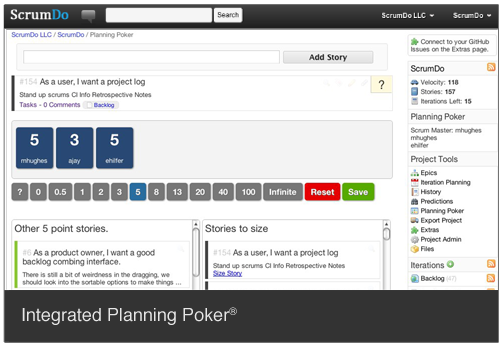 ScrumDo
Search
ScrumDo LLC
ScrumDo
ScrumDo LLC / ScrumDo / Planning Poker
Add Story
#154 As a user, I want a project log
?
Stand up scrums CI Info Retrospective Notes
Tasks - 0 Comments Backlog
5
mhughes
3
ajay
5
ehilfer
? 0 0.5 1 2 3 5 8 13 20 40 100 Infinite Reset Save
Other 5 point stories.
#6 As a product owner, I want a good
backlog combing interface.
There is still a bit of weirdness in the dragging, we
should look into the sortable options to make things ...
Stories to size
#154 As a user, I want a project log
Stand up scrums CI Info Retrospective Notes
Size Story
Connect to your GitHub
Issues on the Extras page.
ScrumDo
Velocity: 118
Stories: 157
Iterations Left: 15
Planning Poker
Scrum Master: mhughes
mhughes
ehilfer
Project Tools
Epics
Iteration Planning
History
Predictions
Planning Poker
Export Project
Extras
Project Admin
Files
Iterations
Backlog (47)
Integrated Planning Poker®